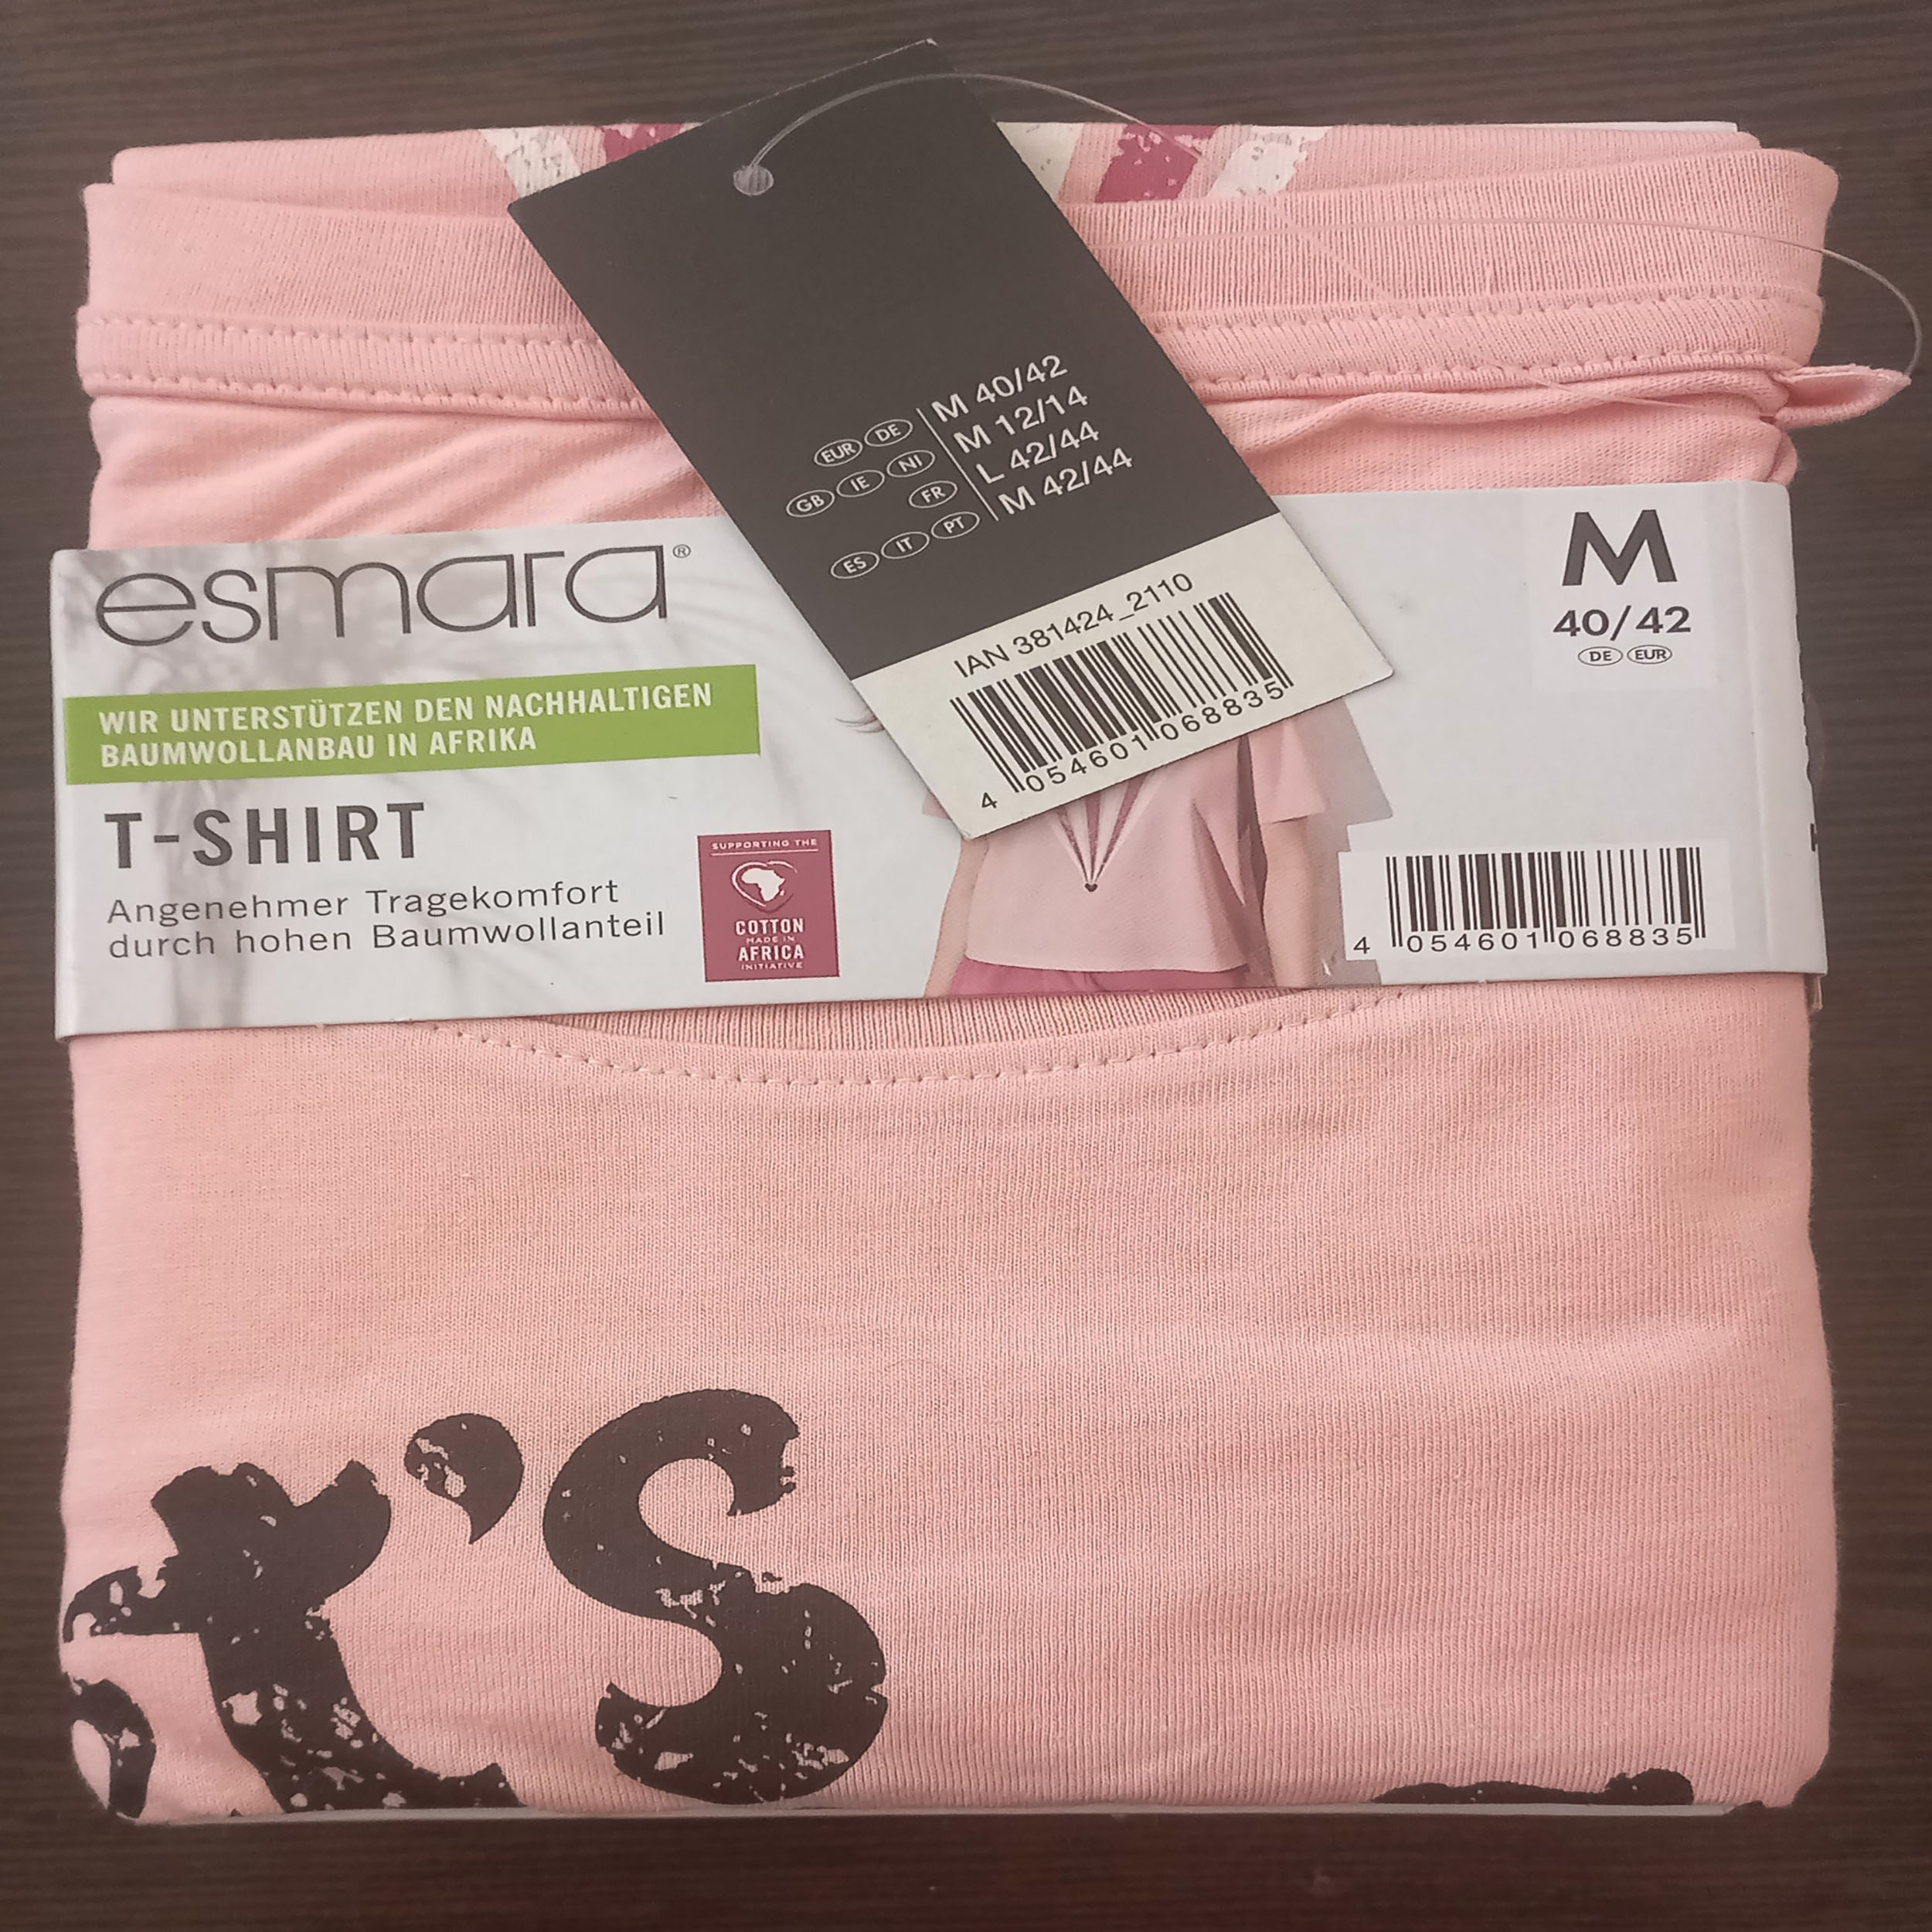 EUR DE M 40/42
GB IE NI M 12/14
FR L 42/44
ES IT PT M 42/44
IAN 381424_2110
4 054601 068835
esmara®
WIR UNTERSTÜTZEN DEN NACHHALTIGEN
BAUMWOLLANBAU IN AFRIKA
T-SHIRT
Angenehmer Tragekomfort
durch hohen Baumwollanteil
SUPPORTING THE
COTTON
MADE IN
AFRICA
INITIATIVE
M
40/42
DE EUR
4 054601 068835
t's